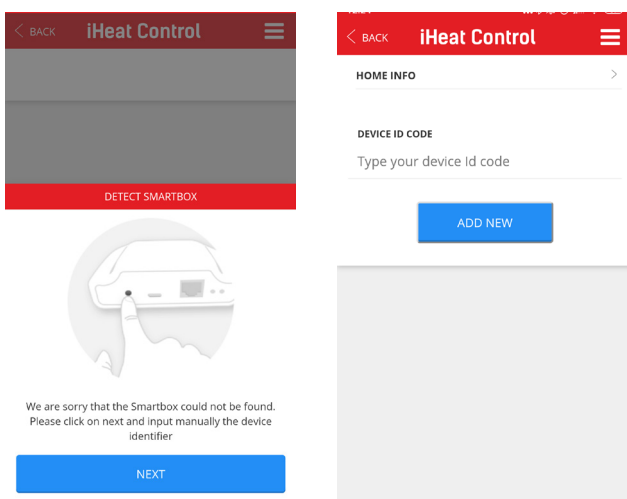 BACK iHeat Control
DETECT SMARTBOX
We are sorry that the Smartbox could not be found.
Please click on next and input manually the device
identifier
NEXT
BACK iHeat Control
HOME INFO
DEVICE ID CODE
Type your device Id code
ADD NEW